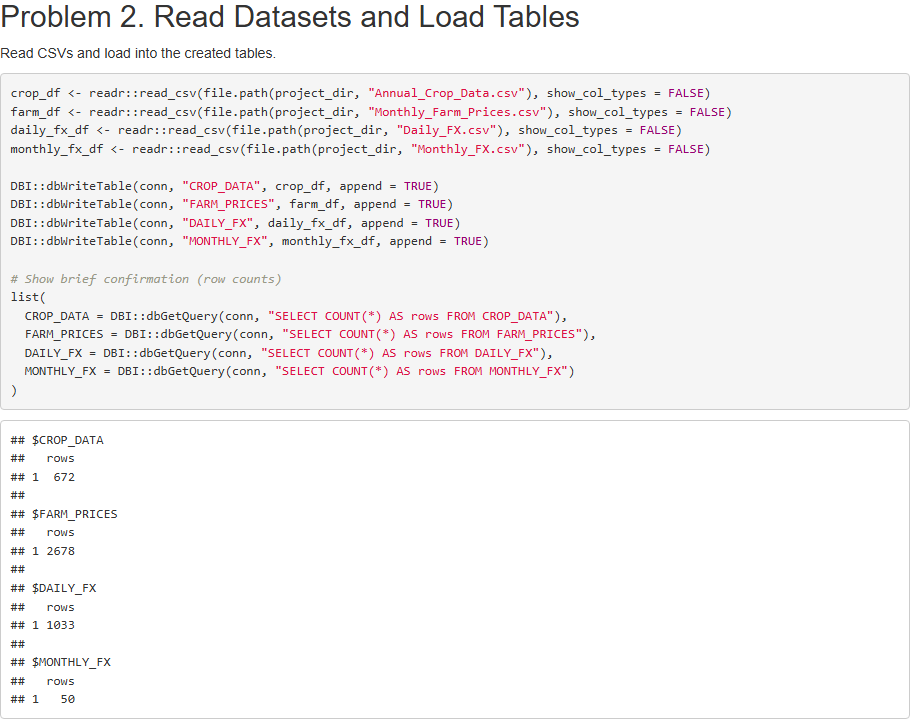 Problem 2. Read Datasets and Load Tables
Read CSVs and load into the created tables.
crop_df <- readr::read_csv(file.path(project_dir, "Annual_Crop_Data.csv"), show_col_types = FALSE)
farm_df <- readr::read_csv(file.path(project_dir, "Monthly_Farm_Prices.csv"), show_col_types = FALSE)
daily_fx_df <- readr::read_csv(file.path(project_dir, "Daily_FX.csv"), show_col_types = FALSE)
monthly_fx_df <- readr::read_csv(file.path(project_dir, "Monthly_FX.csv"), show_col_types = FALSE)
DBI::dbWriteTable(conn, "CROP_DATA", crop_df, append = TRUE)
DBI::dbWriteTable(conn, "FARM_PRICES", farm_df, append = TRUE)
DBI::dbWriteTable(conn, "DAILY_FX", daily_fx_df, append = TRUE)
DBI::dbWriteTable(conn, "MONTHLY_FX", monthly_fx_df, append = TRUE)
# Show brief confirmation (row counts)
list(
  CROP_DATA = DBI::dbGetQuery(conn, "SELECT COUNT(*) AS rows FROM CROP_DATA"),
  FARM_PRICES = DBI::dbGetQuery(conn, "SELECT COUNT(*) AS rows FROM FARM_PRICES"),
  DAILY_FX = DBI::dbGetQuery(conn, "SELECT COUNT(*) AS rows FROM DAILY_FX"),
  MONTHLY_FX = DBI::dbGetQuery(conn, "SELECT COUNT(*) AS rows FROM MONTHLY_FX")
)
## $CROP_DATA
##   rows
## 1  672
##
## $FARM_PRICES
##   rows
## 1 2678
##
## $DAILY_FX
##   rows
## 1 1033
##
## $MONTHLY_FX
##   rows
## 1   50